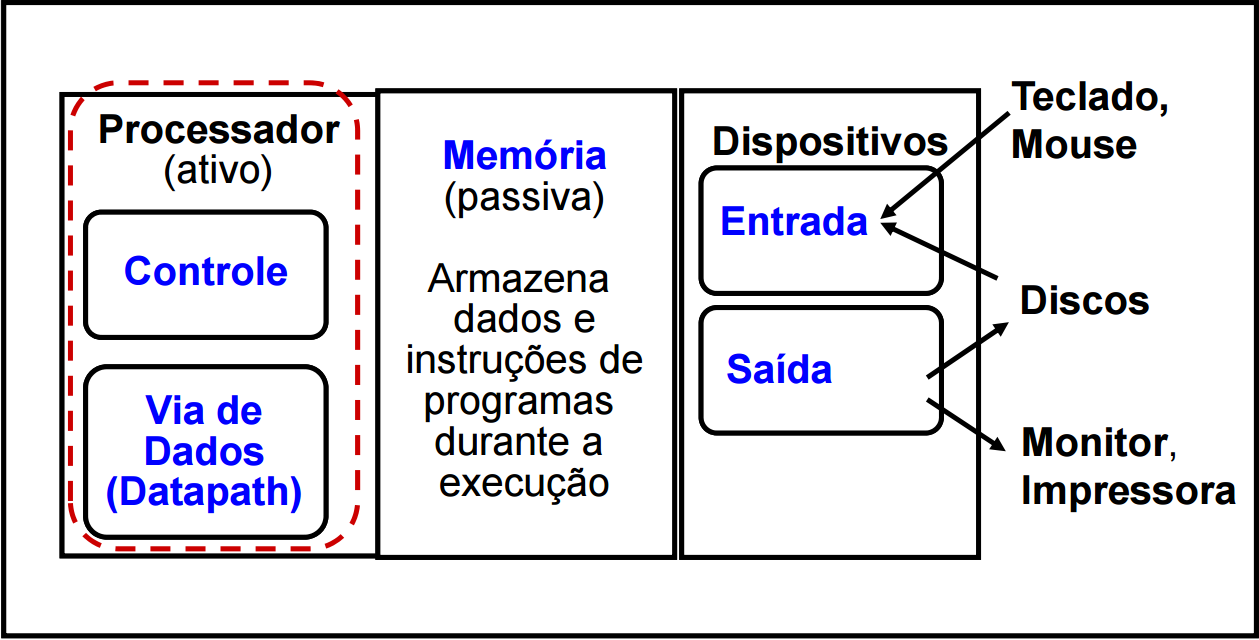 Processador
(ativo)
Controle
Via de
Dados
(Datapath)
Memória
(passiva)
Armazena
dados e
instruções de
programas
durante a
execução
Dispositivos
Entrada
Saída
Teclado,
Mouse
Discos
Monitor,
Impressora